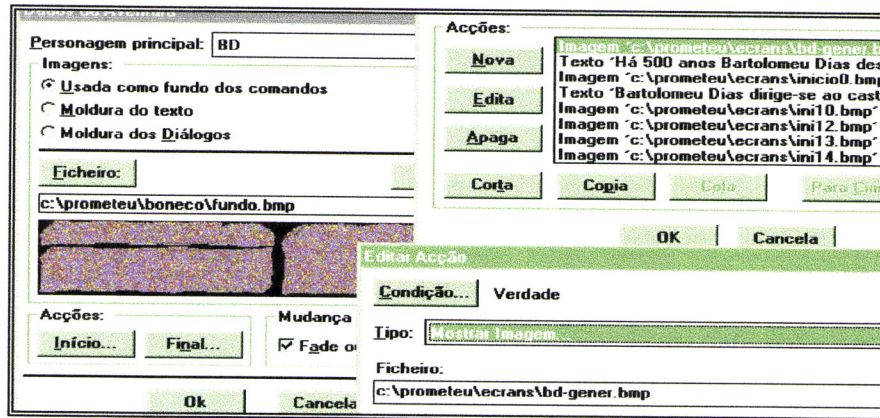 Dados da Aventura
Personagem principal: BD
Imagens:
Usada como fundo dos comandos
Moldura do texto
Moldura dos Diálogos
Ficheiro:
c:\prometeu\boneco\fundo.bmp
Acções:
Início... Final...
Mudança
Fade ou
Ok Cancela
Acções:
Nova
Edita
Apaga
Imagem ´c:\prometeu\ecrans\bd-gener.b
Texto ´Há 500 anos Bartolomeu Dias des
Imagem ´c:\prometeu\ecrans\inicio0.bmp
Texto ´Bartolomeu Dias dirige-se ao cast
Imagem ´c:\prometeu\ecrans\ini10.bmp´
Imagem ´c:\prometeu\ecrans\ini12.bmp´
Imagem ´c:\prometeu\ecrans\ini13.bmp´
Imagem ´c:\prometeu\ecrans\ini14.bmp´
Corta Copia Cola Para
OK Cancela
Editar Acção
Condição... Verdade
Tipo: Mostrar Imagem...
Ficheiro:
c:\prometeu\ecrans\bd-gener.bmp